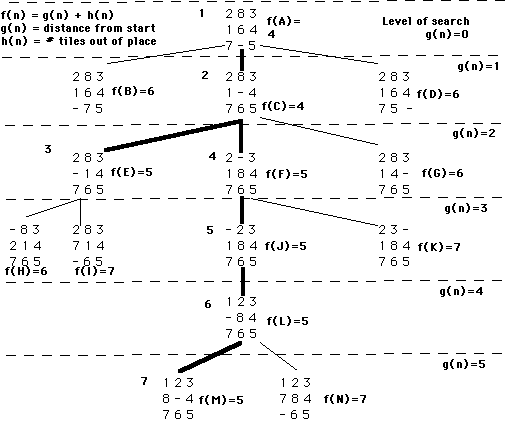 f(n) = g(n) + h(n)
g(n) = distance from start
h(n) = # tiles out of place
1
2 8 3
1 6 4
7 - 5
f(A)=
4
Level of search
g(n)=0
g(n)=1
2 8 3
1 6 4
- 7 5
f(B)=6
2
2 8 3
1 - 4
7 6 5
f(C)=4
2 8 3
1 6 4
7 5 -
f(D)=6
g(n)=2
3
2 8 3
- 1 4
7 6 5
f(E)=5
4
2 - 3
1 8 4
7 6 5
f(F)=5
2 8 3
1 4 -
7 6 5
f(G)=6
g(n)=3
- 8 3
2 1 4
7 6 5
f(H)=6
2 8 3
7 1 4
- 6 5
f(I)=7
5
- 2 3
1 8 4
7 6 5
f(J)=5
2 3 -
1 8 4
7 6 5
f(K)=7
g(n)=4
6
1 2 3
- 8 4
7 6 5
f(L)=5
g(n)=5
7
1 2 3
8 - 4
7 6 5
f(M)=5
1 2 3
7 8 4
- 6 5
f(N)=7